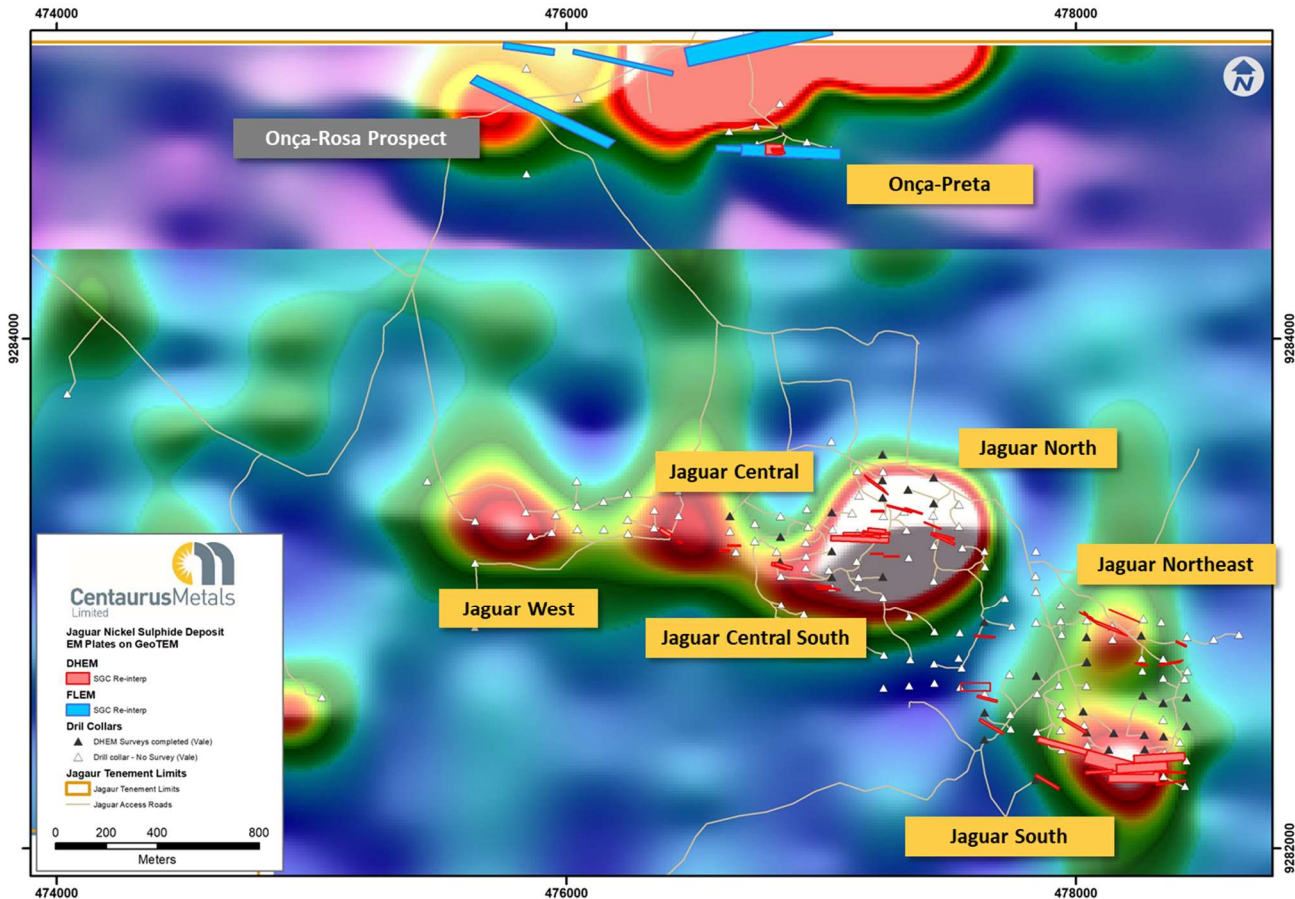 474000
476000
478000
N
Onça-Rosa Prospect
Onça-Preta
9284000
9284000
Jaguar Central
Jaguar North
Jaguar Northeast
Jaguar West
Jaguar Central South
Jaguar South
CentaurusMetals
Limited
Jaguar Nickel Sulphide Deposit
EM Plates on GeoTEM
DHEM
SGC Re-interp
FLEM
SGC Re-interp
Dril Collars
DHEM Surveys completed (Vale)
Drill collar - No Survey (Vale)
Jagaur Tenement Limits
Jagaur Tenement Limits
Jaguar Access Roads
0 200 400 800
Meters
9282000
474000
476000
478000